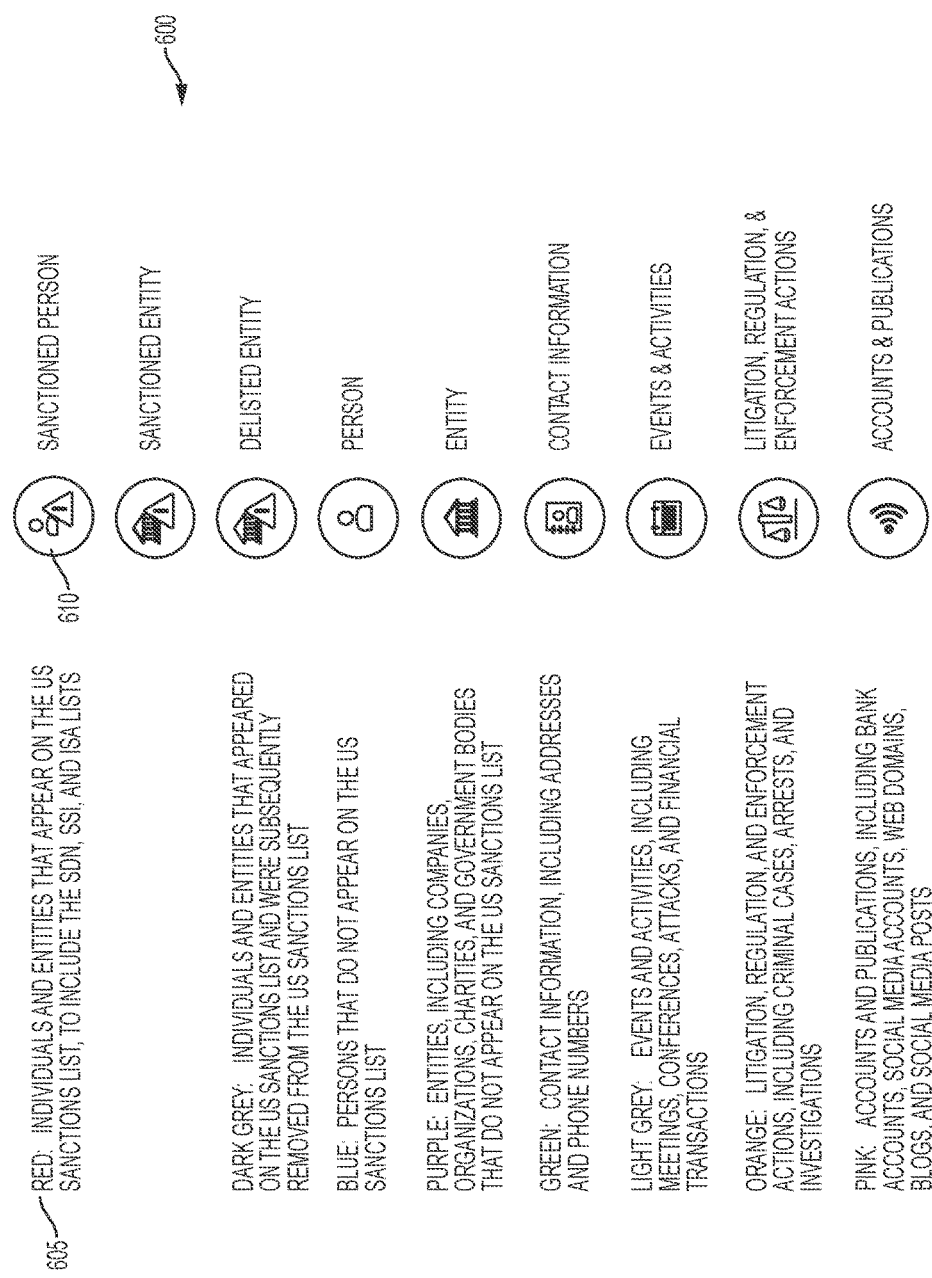 600
605
RED: INDIVIDUALS AND ENTITIES THAT APPEAR ON THE US
SANCTIONS LIST, TO INCLUDE THE SDN, SSI, AND ISA LISTS
610
SANCTIONED PERSON
SANCTIONED ENTITY
DARK GREY: INDIVIDUALS AND ENTITIES THAT APPEARED
ON THE US SANCTIONS LIST AND WERE SUBSEQUENTLY
REMOVED FROM THE US SANCTIONS LIST
DELISTED ENTITY
BLUE: PERSONS THAT DO NOT APPEAR ON THE US
SANCTIONS LIST
PERSON
PURPLE: ENTITIES, INCLUDING COMPANIES,
ORGANIZATIONS, CHARITIES, AND GOVERNMENT BODIES
THAT DO NOT APPEAR ON THE US SANCTIONS LIST
ENTITY
GREEN: CONTACT INFORMATION, INCLUDING ADDRESSES
AND PHONE NUMBERS
CONTACT INFORMATION
LIGHT GREY: EVENTS AND ACTIVITIES, INCLUDING
MEETINGS, CONFERENCES, ATTACKS, AND FINANCIAL
TRANSACTIONS
EVENTS & ACTIVITIES
ORANGE: LITIGATION, REGULATION, AND ENFORCEMENT
ACTIONS, INCLUDING CRIMINAL CASES, ARRESTS, AND
INVESTIGATIONS
LITIGATION, REGULATION, &
ENFORCEMENT ACTIONS
PINK: ACCOUNTS AND PUBLICATIONS, INCLUDING BANK
ACCOUNTS, SOCIAL MEDIA ACCOUNTS, WEB DOMAINS,
BLOGS, AND SOCIAL MEDIA POSTS
ACCOUNTS & PUBLICATIONS